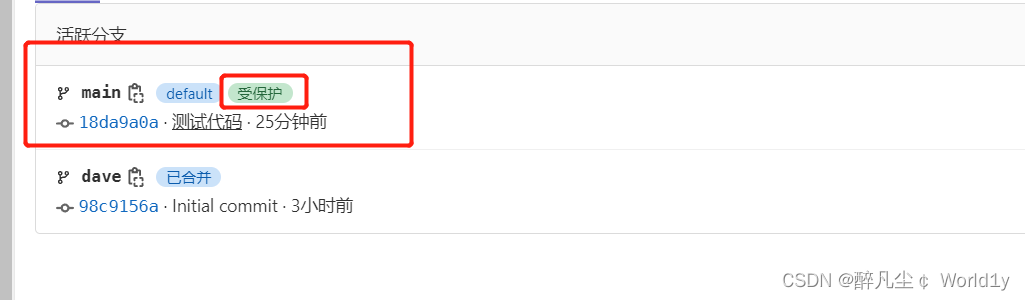 活跃分支
main default 受保护
18da9a0a · 测试代码 · 25分钟前
dave 已合并
98c9156a · Initial commit · 3小时前
CSDN @醉凡尘￠ World1y